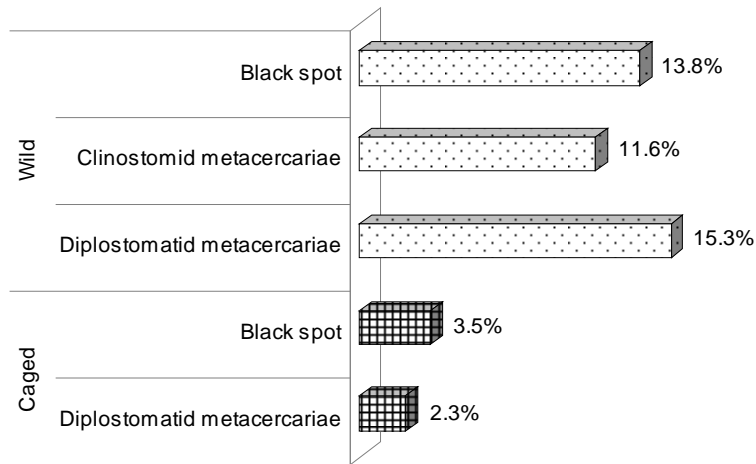 Wild
Black spot
13.8%
Clinostomid metacercariae
11.6%
Diplostomatid metacercariae
15.3%
Caged
Black spot
3.5%
Diplostomatid metacercariae
2.3%